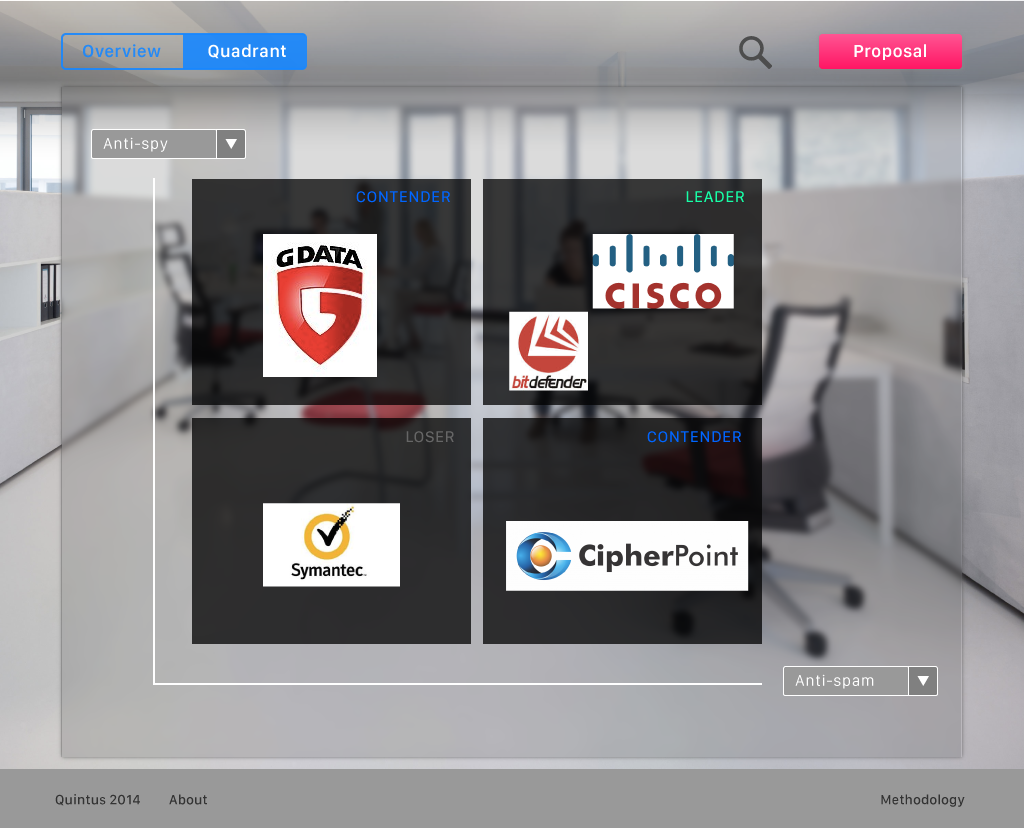 Overview
Quadrant
Proposal
Anti-spy
CONTENDER
LEADER
G DATA
CISCO
bitdefender
LOSER
CONTENDER
Symantec.
CipherPoint
Anti-spam
Quintus 2014
About
Methodology